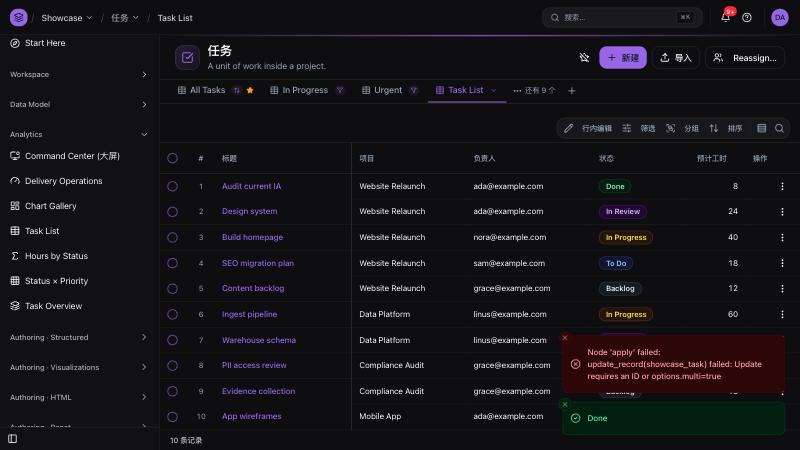 Showcase / 任务 / Task List
搜索...
⌘K
9+
DA
Start Here
Workspace
Data Model
Analytics
Command Center (大屏)
Delivery Operations
Chart Gallery
Task List
Hours by Status
Status × Priority
Task Overview
Authoring · Structured
Authoring · Visualizations
Authoring · HTML
任务
A unit of work inside a project.
新建
导入
Reassign...
All Tasks
In Progress
Urgent
Task List
··· 还有 9 个
行内编辑
筛选
分组
排序
# 标题 项目 负责人 状态 预计工时 操作
1 Audit current IA Website Relaunch ada@example.com Done 8
2 Design system Website Relaunch ada@example.com In Review 24
3 Build homepage Website Relaunch nora@example.com In Progress 40
4 SEO migration plan Website Relaunch sam@example.com To Do 18
5 Content backlog Website Relaunch grace@example.com Backlog 12
6 Ingest pipeline Data Platform linus@example.com In Progress 60
7 Warehouse schema Data Platform linus@example.com
8 PII access review Compliance Audit grace@example.com
9 Evidence collection Compliance Audit grace@example.com
10 App wireframes Mobile App ada@example.com
Node 'apply' failed:
update_record(showcase_task) failed: Update
requires an ID or options.multi=true
Done
10 条记录